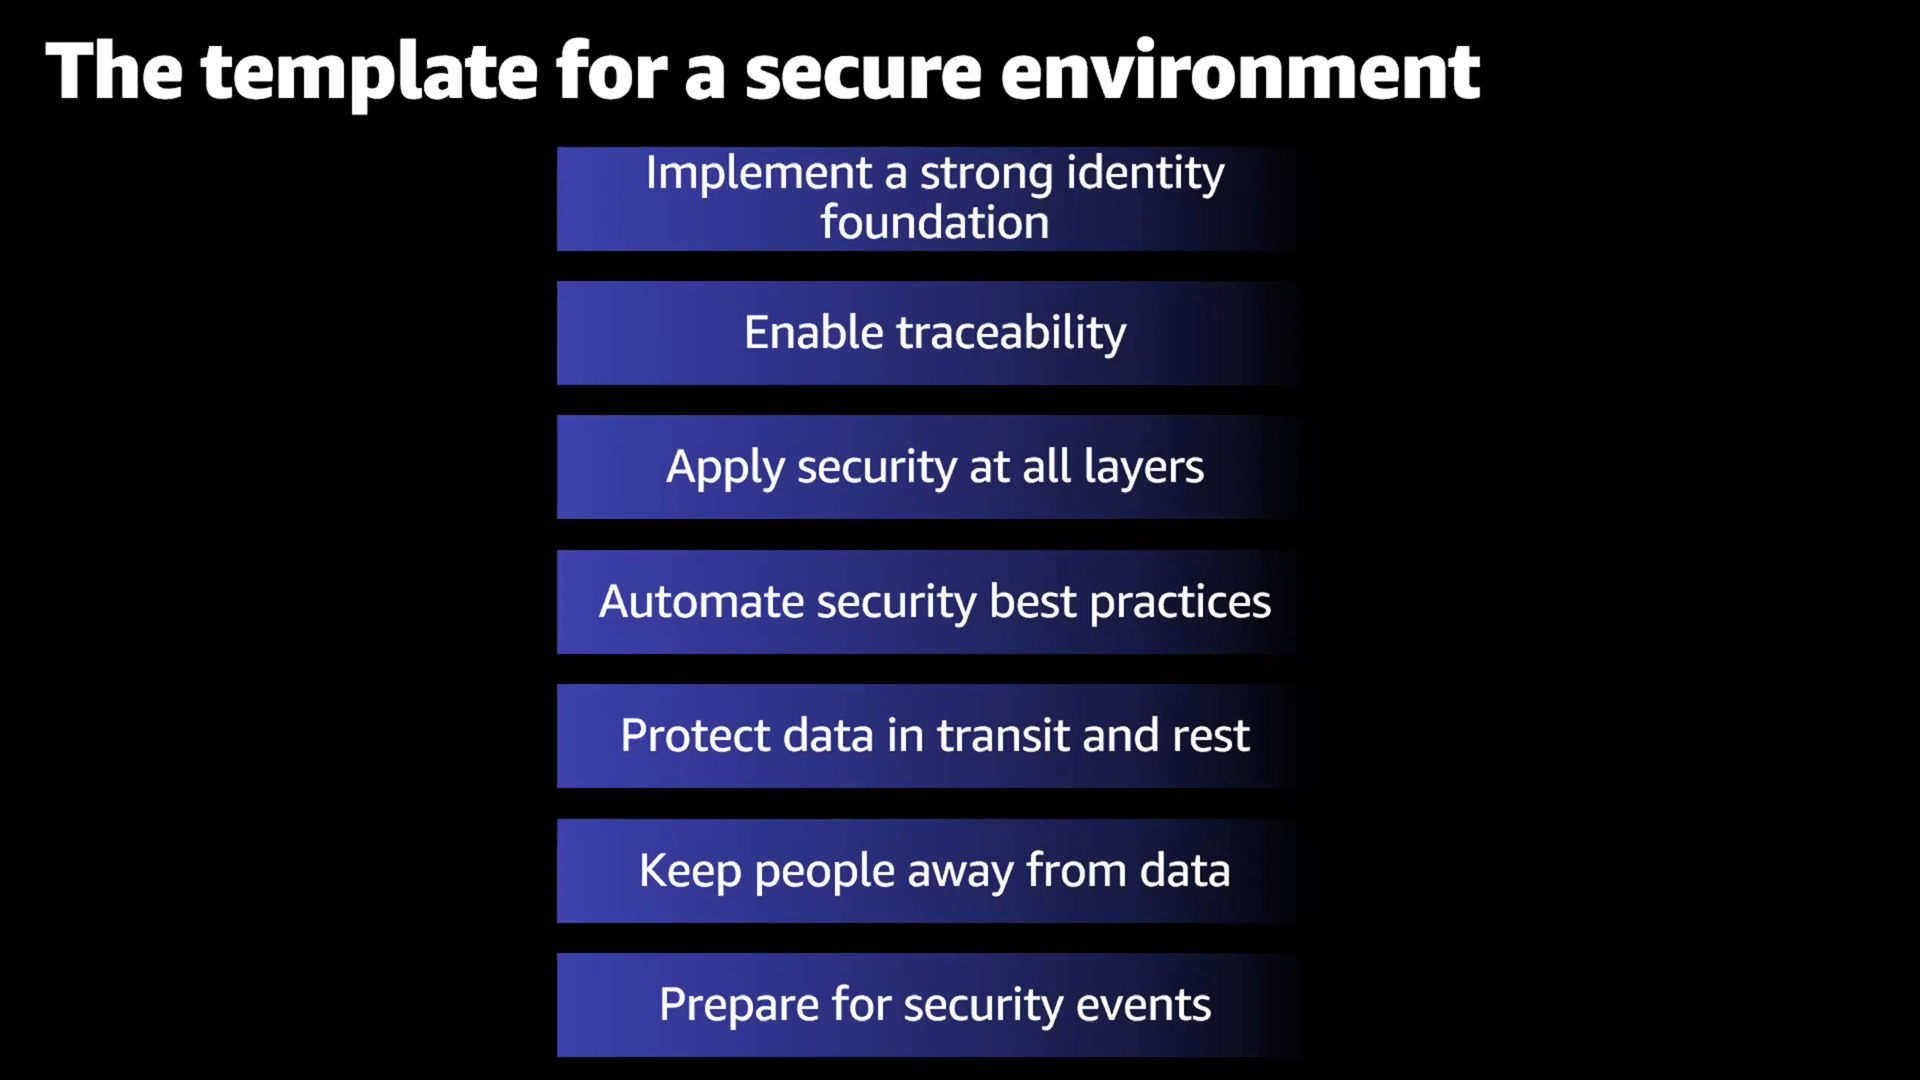 The template for a secure environment
Implement a strong identity
foundation
Enable traceability
Apply security at all layers
Automate security best practices
Protect data in transit and rest
Keep people away from data
Prepare for security events